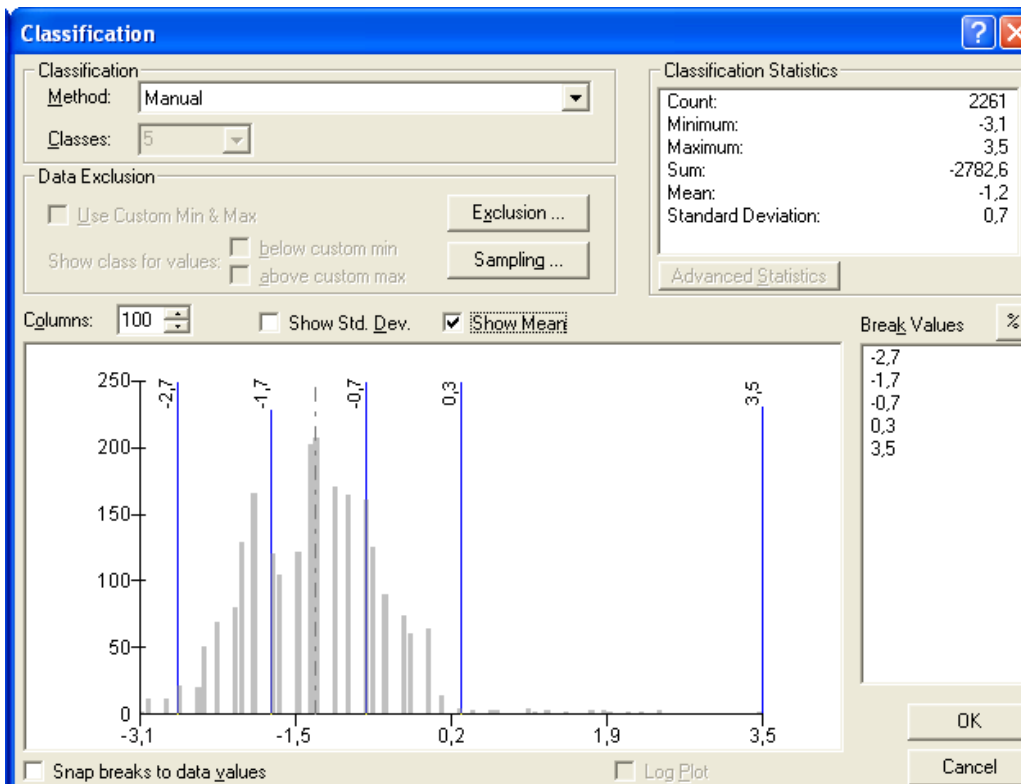 Classification
Classification
Method: Manual
Classes: 5
Data Exclusion
Use Custom Min & Max
Exclusion ...
Show class for values: below custom min
above custom max
Sampling ...
Classification Statistics
Count: 2261
Minimum: -3,1
Maximum: 3,5
Sum: -2782,6
Mean: -1,2
Standard Deviation: 0,7
Advanced Statistics
Columns: 100 Show Std. Dev. Show Mean
Break Values %
-2,7
-1,7
-0,7
0,3
3,5
250
200
150
100
50
0
-2,7 -1,7 -0,7 0,3 3,5
-3,1 -1,5 0,2 1,9 3,5
OK
Snap breaks to data values Log Plot Cancel